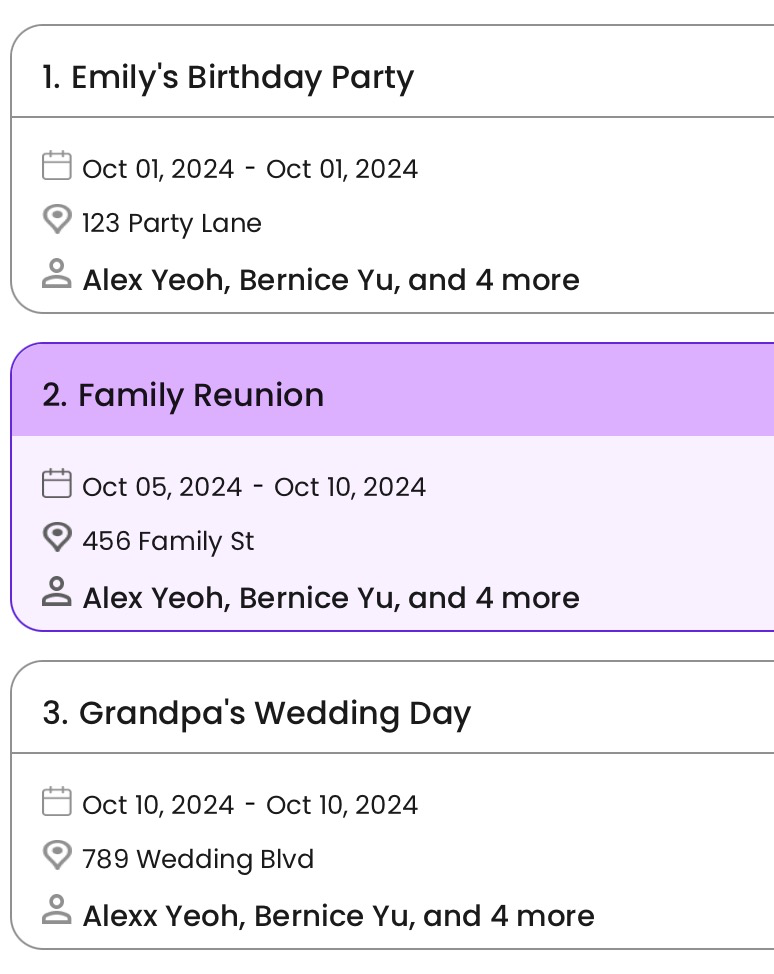 1. Emily's Birthday Party
Oct 01, 2024 - Oct 01, 2024
123 Party Lane
Alex Yeoh, Bernice Yu, and 4 more
2. Family Reunion
Oct 05, 2024 - Oct 10, 2024
456 Family St
Alex Yeoh, Bernice Yu, and 4 more
3. Grandpa's Wedding Day
Oct 10, 2024 - Oct 10, 2024
789 Wedding Blvd
Alexx Yeoh, Bernice Yu, and 4 more